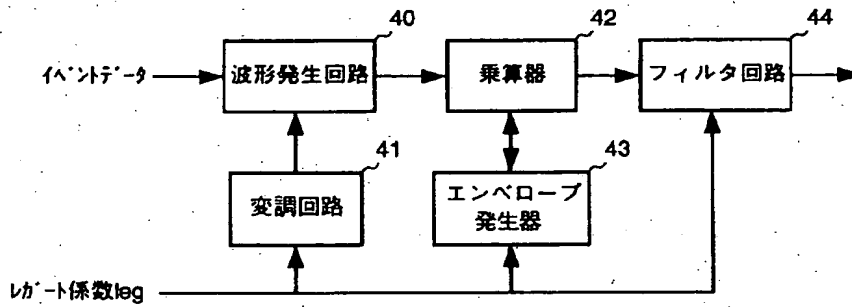 40
42
44
ｲﾍﾞﾝﾄﾃﾞｰﾀ
波形発生回路
乗算器
フィルタ回路
41
43
変調回路
エンベロープ
発生器
ﾚｶﾞｰﾄ係数leg